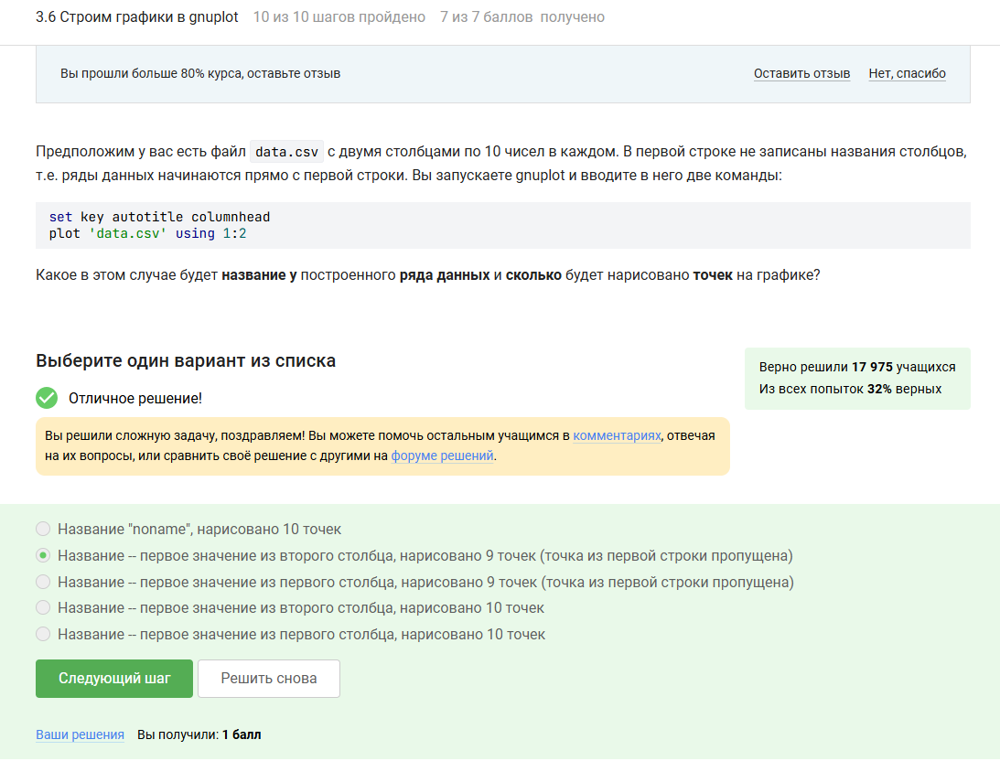 3.6 Строим графики в gnuplot 10 из 10 шагов пройдено 7 из 7 баллов получено
Вы прошли больше 80% курса, оставьте отзыв Оставить отзыв Нет, спасибо
Предположим у вас есть файл data.csv с двумя столбцами по 10 чисел в каждом. В первой строке не записаны названия столбцов,
т.е. ряды данных начинаются прямо с первой строки. Вы запускаете gnuplot и вводите в него две команды:
set key autotitle columnhead
plot 'data.csv' using 1:2
Какое в этом случае будет название у построенного ряда данных и сколько будет нарисовано точек на графике?
Выберите один вариант из списка
Верно решили 17 975 учащихся
Из всех попыток 32% верных
Отличное решение!
Вы решили сложную задачу, поздравляем! Вы можете помочь остальным учащимся в комментариях, отвечая
на их вопросы, или сравнить своё решение с другими на форуме решений.
Название "noname", нарисовано 10 точек
Название -- первое значение из второго столбца, нарисовано 9 точек (точка из первой строки пропущена)
Название -- первое значение из первого столбца, нарисовано 9 точек (точка из первой строки пропущена)
Название -- первое значение из второго столбца, нарисовано 10 точек
Название -- первое значение из первого столбца, нарисовано 10 точек
Следующий шаг Решить снова
Ваши решения Вы получили: 1 балл